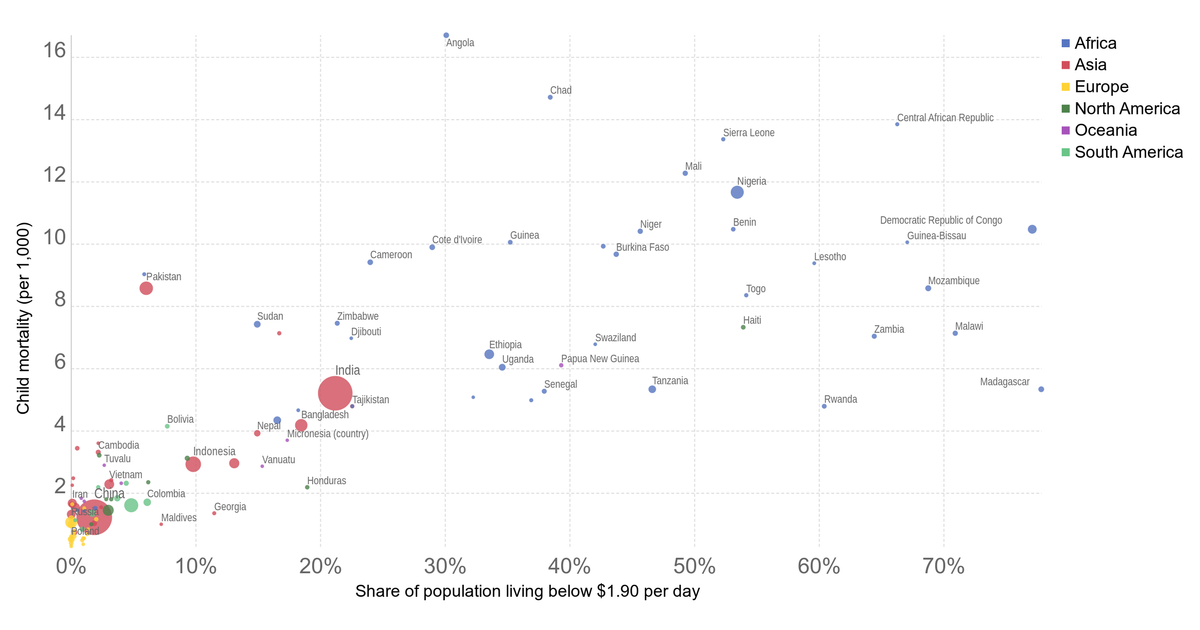 16
14
12
10
8
6
4
2
Child mortality (per 1,000)
Angola
Chad
Central African Republic
Sierra Leone
Mali
Nigeria
Democratic Republic of Congo
Benin
Niger
Guinea
Guinea-Bissau
Cote d'Ivoire
Burkina Faso
Cameroon
Lesotho
Pakistan
Mozambique
Togo
Sudan
Zimbabwe
Haiti
Djibouti
Zambia
Malawi
Swaziland
Ethiopia
Uganda
Papua New Guinea
India
Senegal
Tanzania
Madagascar
Tajikistan
Rwanda
Bangladesh
Bolivia
Nepal
Micronesia (country)
Cambodia
Indonesia
Tuvalu
Vanuatu
Vietnam
Honduras
Iran
China
Colombia
Russia
Georgia
Maldives
Poland
0%
10%
20%
30%
40%
50%
60%
70%
Share of population living below $1.90 per day
Africa
Asia
Europe
North America
Oceania
South America